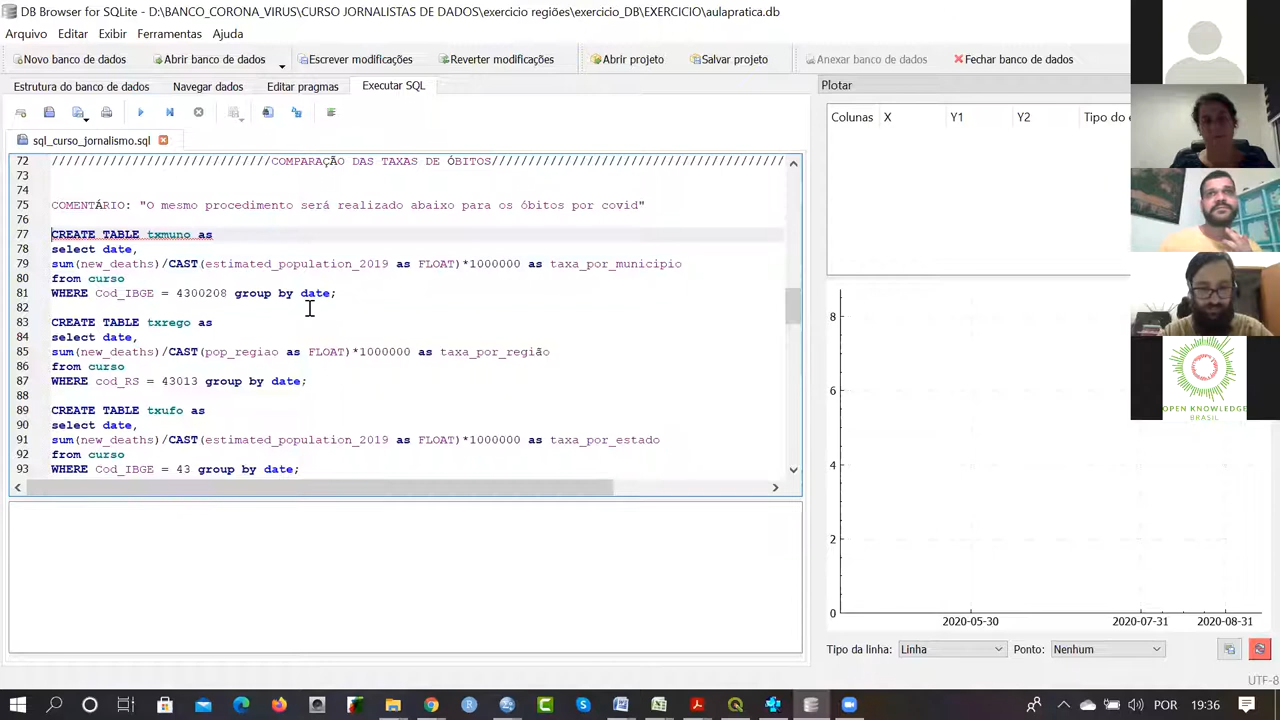 DB Browser for SQLite - D:\BANCO_CORONA_VIRUS\CURSO JORNALISTAS DE DADOS\exercicio regiões\exercicio_DB\EXERCICIO\aulapratica.db
Arquivo Editar Exibir Ferramentas Ajuda
Novo banco de dados Abrir banco de dados Escrever modificações Reverter modificações Abrir projeto Salvar projeto Anexar banco de dados Fechar banco de dados
Estrutura do banco de dados Navegar dados Editar pragmas Executar SQL
sql_curso_jornalismo.sql
72 ////////////////////////////COMPARAÇÃO DAS TAXAS DE ÓBITOS/////////////////////////////////////
73
74
75 COMENTÁRIO: "O mesmo procedimento será realizado abaixo para os óbitos por covid"
76
77 CREATE TABLE txmuno as
78 select date,
79 sum(new_deaths)/CAST(estimated_population_2019 as FLOAT)*1000000 as taxa_por_municipio
80 from curso
81 WHERE Cod_IBGE = 4300208 group by date;
82
83 CREATE TABLE txrego as
84 select date,
85 sum(new_deaths)/CAST(pop_regiao as FLOAT)*1000000 as taxa_por_região
86 from curso
87 WHERE cod_RS = 43013 group by date;
88
89 CREATE TABLE txufo as
90 select date,
91 sum(new_deaths)/CAST(estimated_population_2019 as FLOAT)*1000000 as taxa_por_estado
92 from curso
93 WHERE Cod_IBGE = 43 group by date;
Plotar
Colunas X Y1 Y2 Tipo do e
8
6
4
2
0
2020-05-30 2020-07-31 2020-08-31
Tipo da linha: Linha Ponto: Nenhum
UTF-8
OPEN KNOWLEDGE
BRASIL
POR 19:36